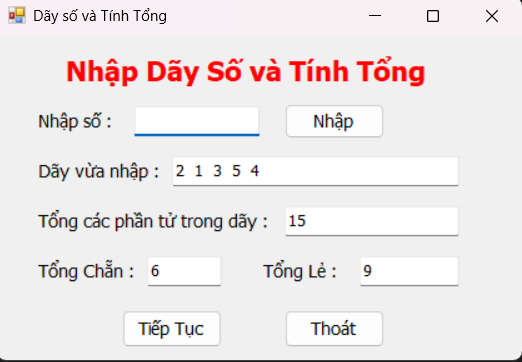 Dãy số và Tính Tổng
Nhập Dãy Số và Tính Tổng
Nhập số : Nhập
Dãy vừa nhập : 2 1 3 5 4
Tổng các phần tử trong dãy : 15
Tổng Chẵn : 6 Tổng Lẻ : 9
Tiếp Tục Thoát